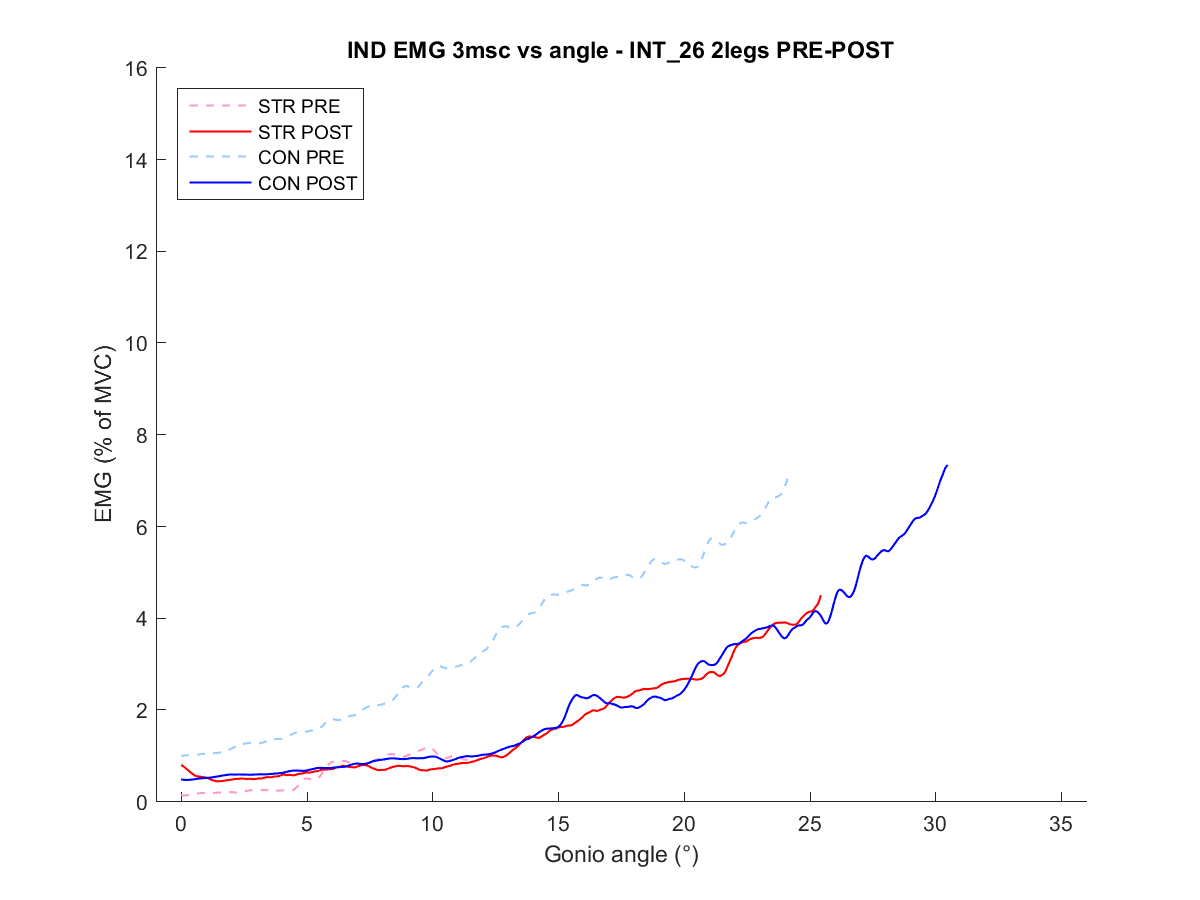 IND EMG 3msc vs angle - INT_26 2legs PRE-POST
16
14
12
10
8
6
4
2
0
EMG (% of MVC)
STR PRE
STR POST
CON PRE
CON POST
0 5 10 15 20 25 30 35
Gonio angle (°)